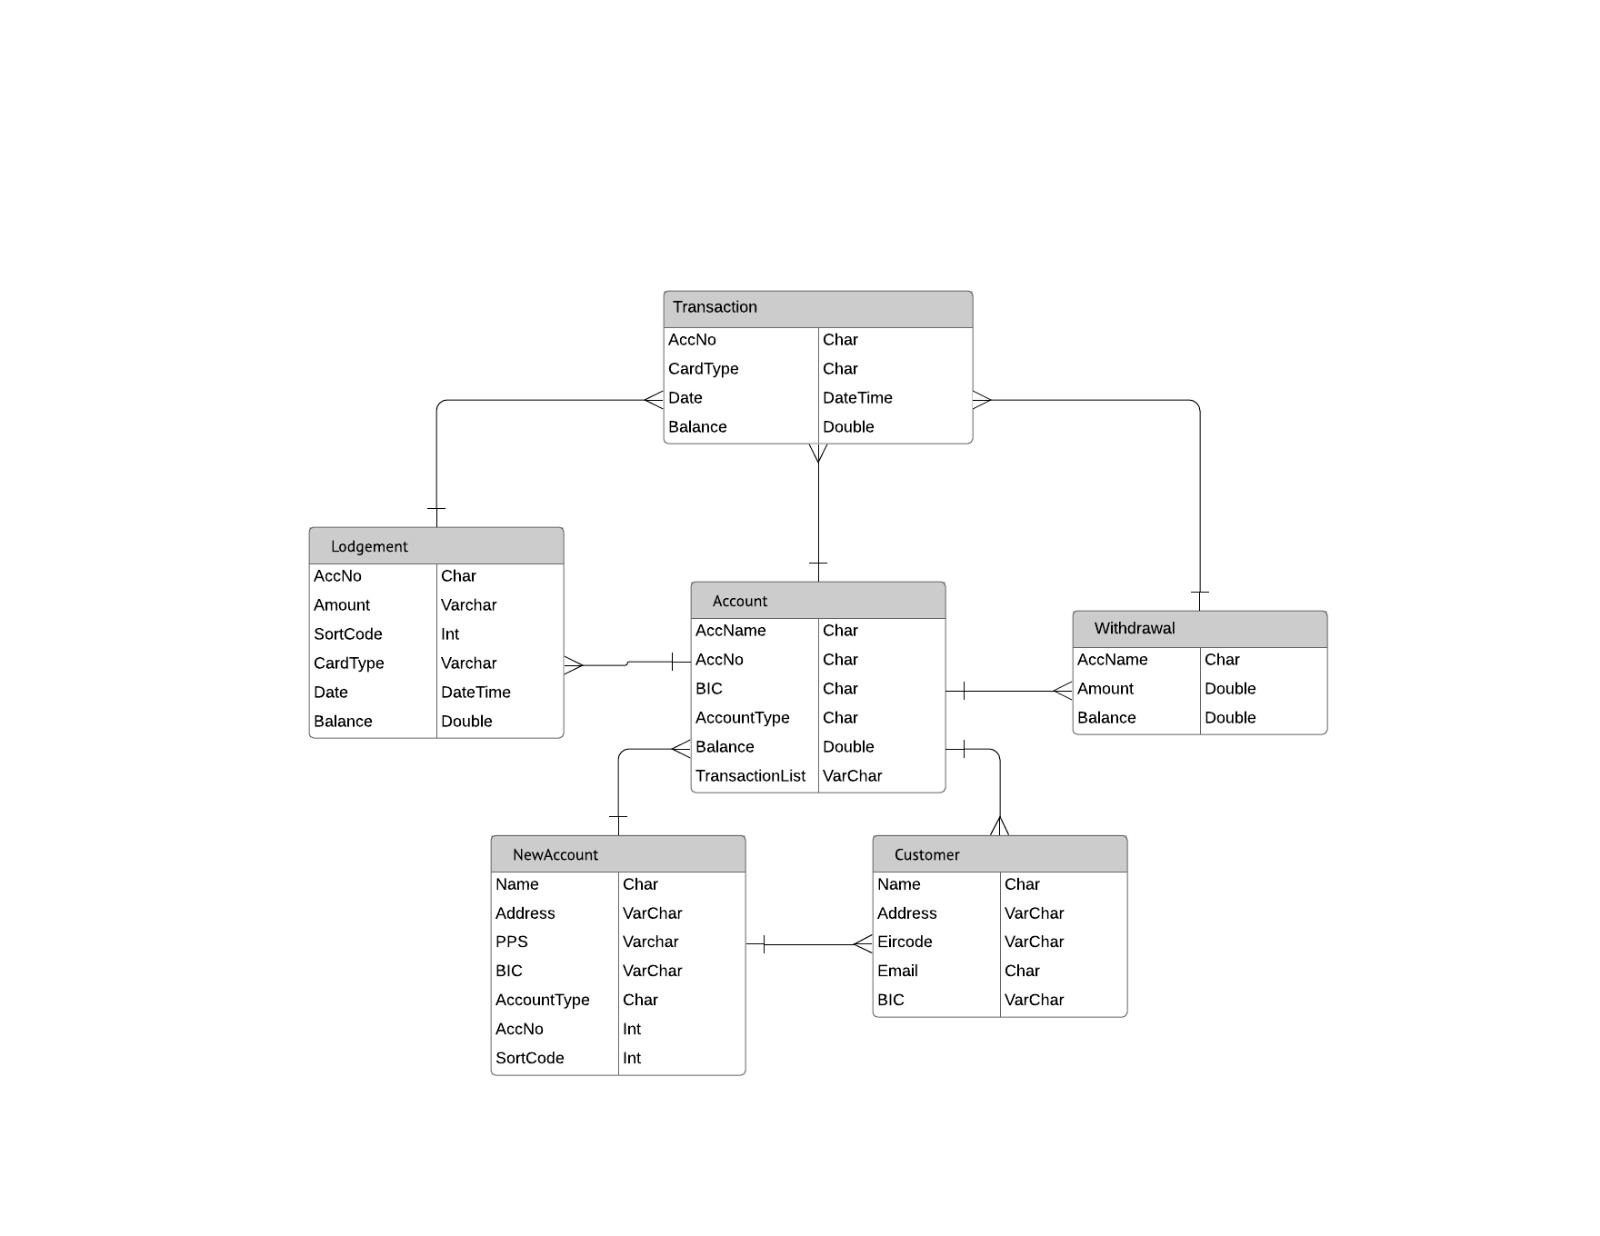 Transaction
AccNo Char
CardType Char
Date DateTime
Balance Double
Lodgement
AccNo Char
Amount Varchar
SortCode Int
CardType Varchar
Date DateTime
Balance Double
Account
AccName Char
AccNo Char
BIC Char
AccountType Char
Balance Double
TransactionList VarChar
Withdrawal
AccName Char
Amount Double
Balance Double
NewAccount
Name Char
Address VarChar
PPS Varchar
BIC VarChar
AccountType Char
AccNo Int
SortCode Int
Customer
Name Char
Address VarChar
Eircode VarChar
Email Char
BIC VarChar